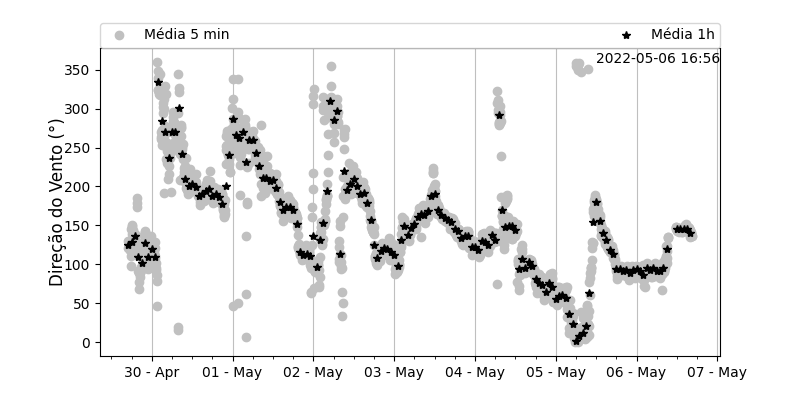 Média 5 min
Média 1h
2022-05-06 16:56
Direção do Vento (°)
350
300
250
200
150
100
50
0
30 - Apr
01 - May
02 - May
03 - May
04 - May
05 - May
06 - May
07 - May